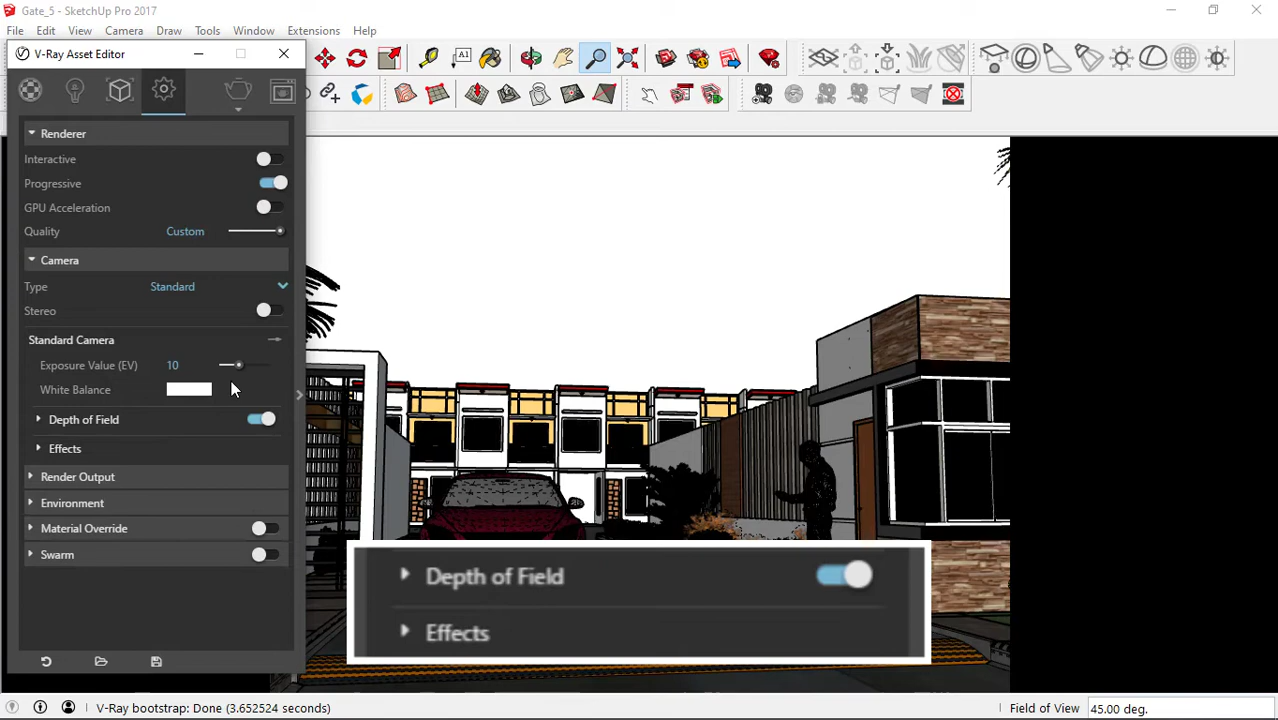 Gate_5 - SketchUp Pro 2017
File Edit View Camera Draw Tools Window Extensions Help
V-Ray Asset Editor
A1
Renderer
Interactive
Progressive
GPU Acceleration
Quality Custom
Camera
Type Standard
Stereo
Standard Camera
Exposure Value (EV) 10
White Balance
Depth of Field
Effects
Render Output
Environment
Material Override
Swarm
Depth of Field
Effects
V-Ray bootstrap: Done (3.652524 seconds)
Field of View 45.00 deg.